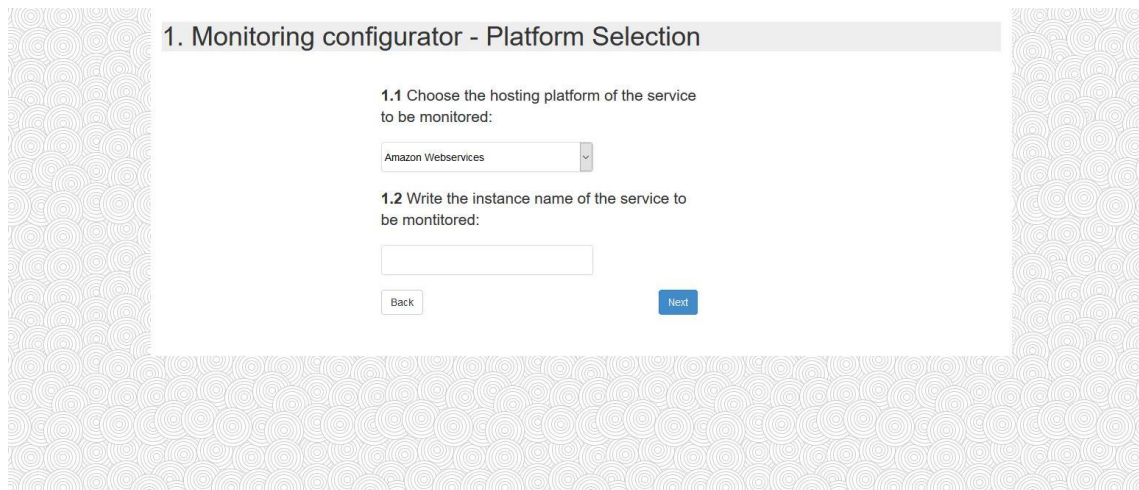 1. Monitoring configurator - Platform Selection
1.1 Choose the hosting platform of the service
to be monitored:
Amazon Webservices
1.2 Write the instance name of the service to
be montitored:
Back
Next